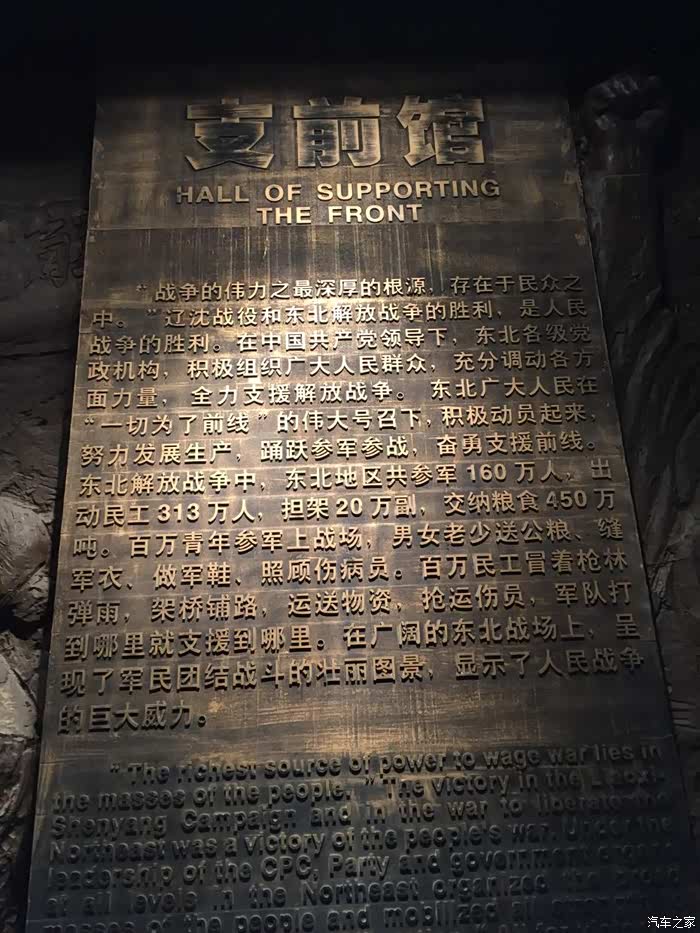 支前馆
HALL OF SUPPORTING
THE FRONT
“战争的伟力之最深厚的根源，存在于民众之
中。”辽沈战役和东北解放战争的胜利，是人民
战争的胜利。在中国共产党领导下，东北各级党
政机构，积极组织广大人民群众，充分调动各方
面力量，全力支援解放战争。东北广大人民在
“一切为了前线”的伟大号召下，积极动员起来，
努力发展生产，踊跃参军参战，奋勇支援前线。
东北解放战争中，东北地区共参军160万人，出
动民工313万人，担架20万副，交纳粮食450万
吨。百万青年参军上战场，男女老少送公粮、缝
军衣、做军鞋、照顾伤病员。百万民工冒着枪林
弹雨，架桥铺路，运送物资，抢运伤员，军队打
到哪里就支援到哪里。在广阔的东北战场上，呈
现了军民团结战斗的壮丽图景，显示了人民战争
的巨大威力。
“The richest source of power to wage war lies in
the masses of the people.” The victory in the Liaoxi-
Shenyang Campaign and in the war to liberate the
Northeast was a victory of the people's war. Under the
leadership of the CPC, Party and government organs
at all levels in the Northeast organized the broad
masses of the people and mobilized all
汽车之家